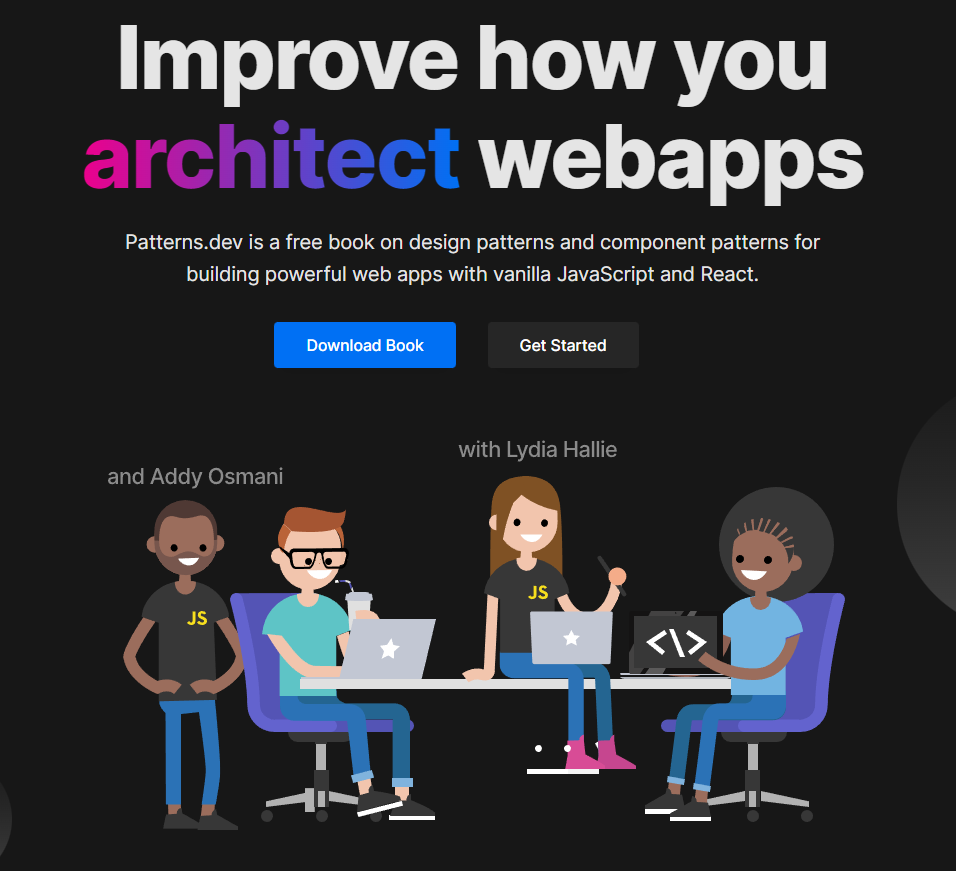 Improve how you
architect webapps
Patterns.dev is a free book on design patterns and component patterns for
building powerful web apps with vanilla JavaScript and React.
Download Book
Get Started
with Lydia Hallie
and Addy Osmani
JS
JS
<\>